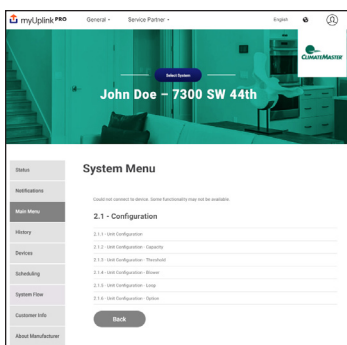 myUplink PRO General Service Partner English
CLIMATEMASTER
Select System
John Doe – 7300 SW 44th
Status
Notifications
Main Menu
History
Devices
Scheduling
System Flow
Customer Info
About Manufacturer
System Menu
Could not connect to device. Some functionality may not be available.
2.1 - Configuration
2.1.1 - Unit Configuration
2.1.2 - Unit Configuration - Capacity
2.1.3 - Unit Configuration - Threshold
2.1.4 - Unit Configuration - Blower
2.1.5 - Unit Configuration - Loop
2.1.6 - Unit Configuration - Option
Back